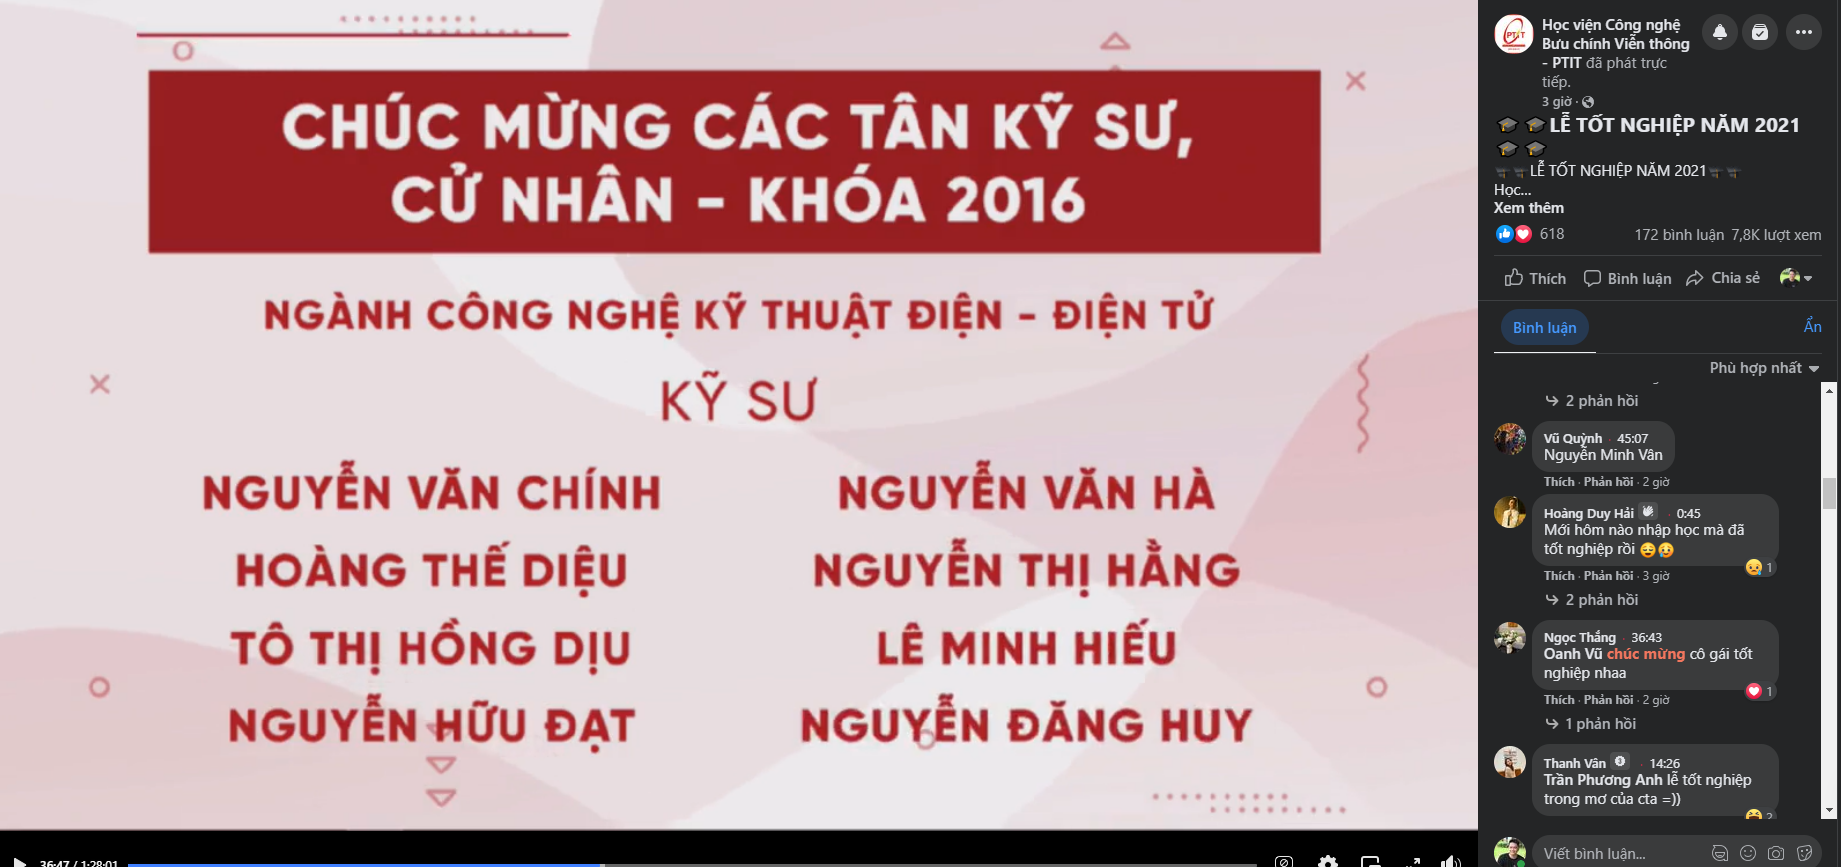 CHÚC MỪNG CÁC TÂN KỸ SƯ,
CỬ NHÂN - KHÓA 2016
NGÀNH CÔNG NGHỆ KỸ THUẬT ĐIỆN - ĐIỆN TỬ
KỸ SƯ
NGUYỄN VĂN CHÍNH
HOÀNG THẾ DIỆU
TÔ THỊ HỒNG DỊU
NGUYỄN HỮU ĐẠT
NGUYỄN VĂN HÀ
NGUYỄN THỊ HẰNG
LÊ MINH HIẾU
NGUYỄN ĐĂNG HUY
36:47 / 1:28:01
PTIT
Học viện Công nghệ
Bưu chính Viễn thông
- PTIT đã phát trực
tiếp.
3 giờ ·
🎓🎓LỄ TỐT NGHIỆP NĂM 2021
🎓🎓
LỄ TỐT NGHIỆP NĂM 2021
Học...
Xem thêm
618
172 bình luận 7,8K lượt xem
Thích Bình luận Chia sẻ
Bình luận
Ẩn
Phù hợp nhất
2 phản hồi
Vũ Quỳnh · 45:07
Nguyễn Minh Vân
Thích · Phản hồi · 2 giờ
Hoàng Duy Hải · 0:45
Mới hôm nào nhập học mà đã
tốt nghiệp rồi 😌😥
1
Thích · Phản hồi · 3 giờ
2 phản hồi
Ngọc Thắng · 36:43
Oanh Vũ chúc mừng cô gái tốt
nghiệp nhaa
1
Thích · Phản hồi · 2 giờ
1 phản hồi
Thanh Vân · 14:26
Trần Phương Anh lễ tốt nghiệp
trong mơ của cta =))
2
Viết bình luận...